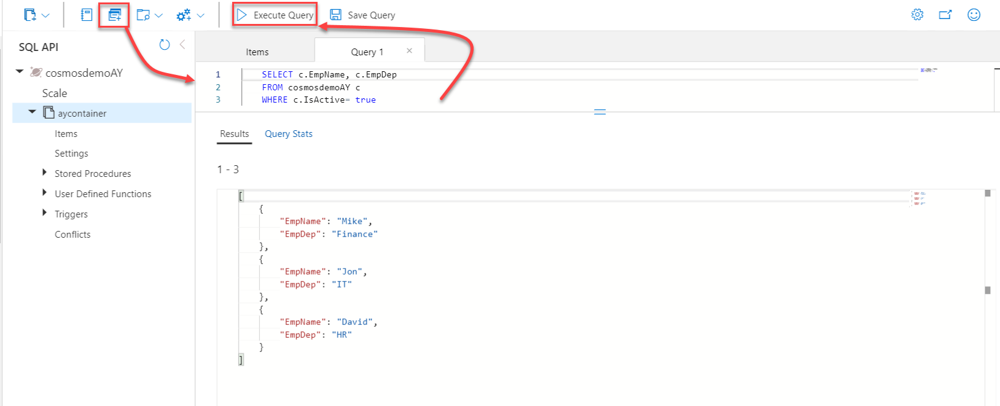 Execute Query
Save Query
SQL API
cosmosdemoAY
Scale
aycontainer
Items
Settings
Stored Procedures
User Defined Functions
Triggers
Conflicts
Items
Query 1
1 SELECT c.EmpName, c.EmpDep
2 FROM cosmosdemoAY c
3 WHERE c.IsActive= true
Results
Query Stats
1 - 3
[
{
"EmpName": "Mike",
"EmpDep": "Finance"
},
{
"EmpName": "Jon",
"EmpDep": "IT"
},
{
"EmpName": "David",
"EmpDep": "HR"
}
]